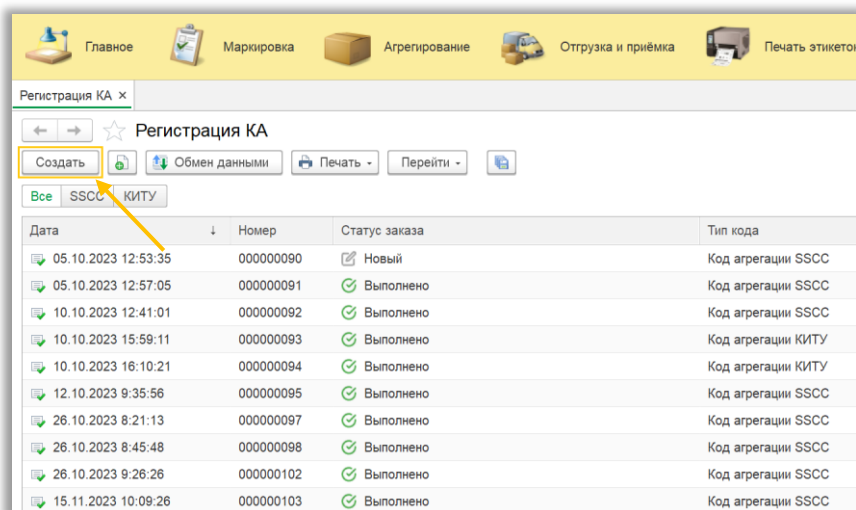 Главное Маркировка Агрегирование Отгрузка и приёмка Печать этикеток
Регистрация КА ×
Регистрация КА
Создать Обмен данными Печать Перейти
Все SSCC КИТУ
Дата ↓ Номер Статус заказа Тип кода
05.10.2023 12:53:35 000000090 Новый Код агрегации SSCC
05.10.2023 12:57:05 000000091 Выполнено Код агрегации SSCC
10.10.2023 12:41:01 000000092 Выполнено Код агрегации SSCC
10.10.2023 15:59:11 000000093 Выполнено Код агрегации КИТУ
10.10.2023 16:10:21 000000094 Выполнено Код агрегации КИТУ
12.10.2023 9:35:56 000000095 Выполнено Код агрегации SSCC
26.10.2023 8:21:13 000000097 Выполнено Код агрегации SSCC
26.10.2023 8:45:48 000000098 Выполнено Код агрегации SSCC
26.10.2023 9:26:26 000000102 Выполнено Код агрегации SSCC
15.11.2023 10:09:26 000000103 Выполнено Код агрегации SSCC